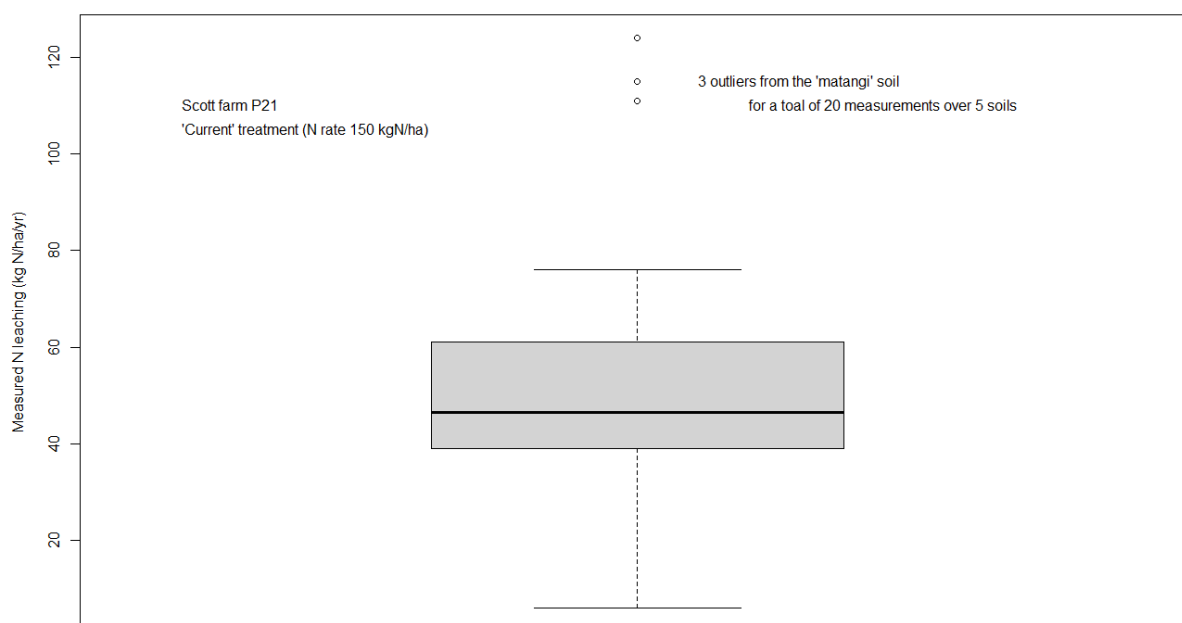 120
3 outliers from the 'matangi' soil
Scott farm P21
for a toal of 20 measurements over 5 soils
'Current' treatment (N rate 150 kgN/ha)
100
80
60
40
20
Measured N leaching (kg N/ha/yr)